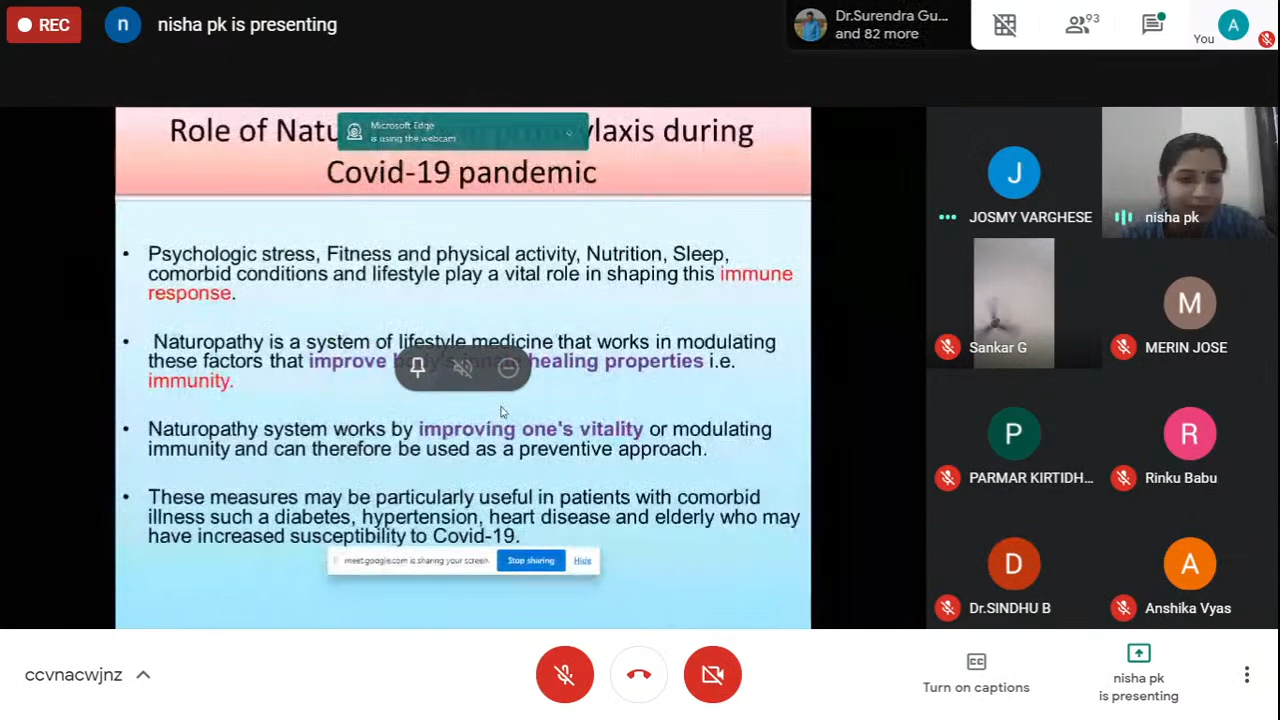 REC
n
nisha pk is presenting
Dr.Surendra Gu...
and 82 more
93
You
A
Role of Natu ylaxis during
Microsoft Edge
is using the webcam
Covid-19 pandemic
• Psychologic stress, Fitness and physical activity, Nutrition, Sleep,
comorbid conditions and lifestyle play a vital role in shaping this immune
response.
• Naturopathy is a system of lifestyle medicine that works in modulating
these factors that improve healing properties i.e.
immunity.
• Naturopathy system works by improving one's vitality or modulating
immunity and can therefore be used as a preventive approach.
• These measures may be particularly useful in patients with comorbid
illness such a diabetes, hypertension, heart disease and elderly who may
have increased susceptibility to Covid-19.
meet.google.com is sharing your screen.
Stop sharing
Hide
J
JOSMY VARGHESE
nisha pk
Sankar G
M
MERIN JOSE
P
PARMAR KIRTIDH...
R
Rinku Babu
D
Dr.SINDHU B
A
Anshika Vyas
ccvnacwjnz
CC
Turn on captions
nisha pk
is presenting